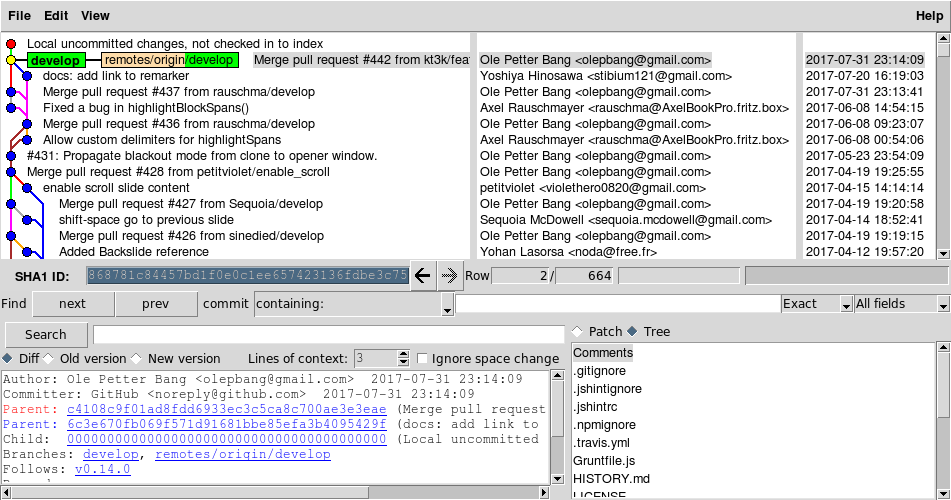 File Edit View Help
Local uncommitted changes, not checked in to index
develop remotes/origin/develop Merge pull request #442 from kt3k/fea Ole Petter Bang <olepbang@gmail.com> 2017-07-31 23:14:09
docs: add link to remarker Yoshiya Hinosawa <stibium121@gmail.com> 2017-07-20 16:19:03
Merge pull request #437 from rauschma/develop Ole Petter Bang <olepbang@gmail.com> 2017-07-31 23:13:41
Fixed a bug in highlightBlockSpans() Axel Rauschmayer <rauschma@AxelBookPro.fritz.box> 2017-06-08 14:54:15
Merge pull request #436 from rauschma/develop Ole Petter Bang <olepbang@gmail.com> 2017-06-08 09:23:07
Allow custom delimiters for highlightSpans Axel Rauschmayer <rauschma@AxelBookPro.fritz.box> 2017-06-08 00:54:06
#431: Propagate blackout mode from clone to opener window. Ole Petter Bang <olepbang@gmail.com> 2017-05-23 23:54:09
Merge pull request #428 from petitviolet/enable_scroll Ole Petter Bang <olepbang@gmail.com> 2017-04-19 19:25:55
enable scroll slide content petitviolet <violethero0820@gmail.com> 2017-04-15 14:14:14
Merge pull request #427 from Sequoia/develop Ole Petter Bang <olepbang@gmail.com> 2017-04-19 19:20:58
shift-space go to previous slide Sequoia McDowell <sequoia.mcdowell@gmail.com> 2017-04-14 18:52:41
Merge pull request #426 from sinedied/develop Ole Petter Bang <olepbang@gmail.com> 2017-04-19 19:19:15
Added Backslide reference Yohan Lasorsa <noda@free.fr> 2017-04-12 19:57:20
SHA1 ID: 868781c84457bd1f0e0c1ee657423136fdbe3c75 Row 2 / 664
Find next prev commit containing: Exact All fields
Search
Diff Old version New version Lines of context: 3 Ignore space change
Author: Ole Petter Bang <olepbang@gmail.com> 2017-07-31 23:14:09
Committer: GitHub <noreply@github.com> 2017-07-31 23:14:09
Parent: c4108c9f01ad8fdd6933ec3c5ca8c700ae3e3eae (Merge pull request
Parent: 6c3e670fb069f571d91681bbe85efa3b4095429f (docs: add link to
Child: 0000000000000000000000000000000000000000 (Local uncommitted
Branches: develop, remotes/origin/develop
Follows: v0.14.0
Patch Tree
Comments
.gitignore
.jshintignore
.jshintrc
.npmignore
.travis.yml
Gruntfile.js
HISTORY.md
LICENSE